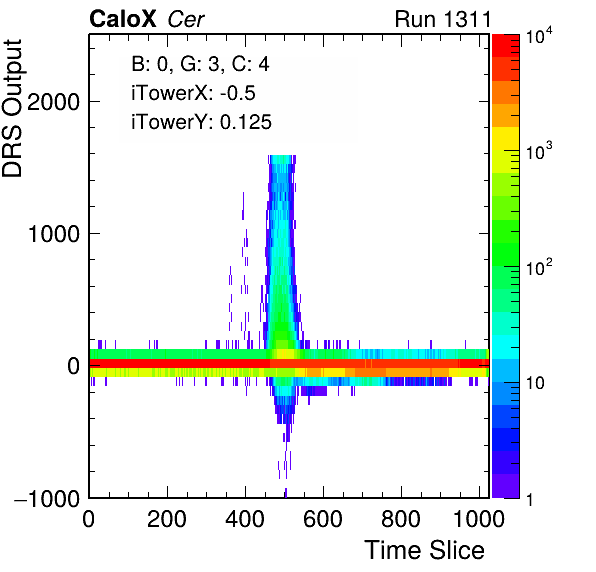 CaloX Cer Run 1311
DRS Output
B: 0, G: 3, C: 4
iTowerX: -0.5
iTowerY: 0.125
2000
1000
0
−1000
0 200 400 600 800 1000
Time Slice
10^4
10^3
10^2
10
1